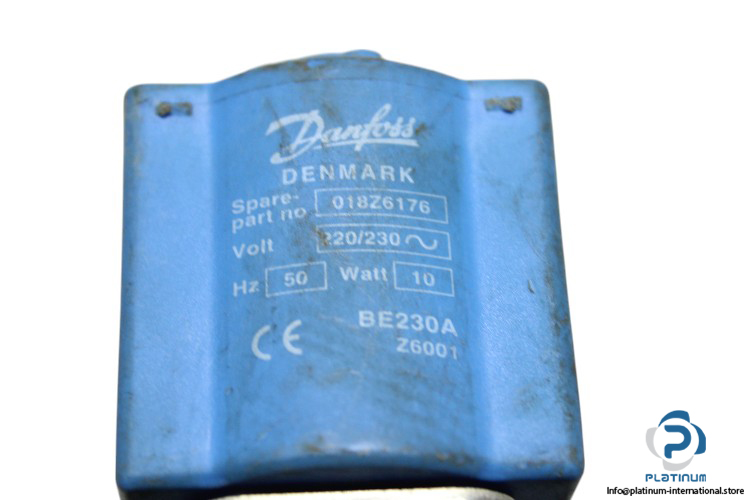 Danfoss
DENMARK
Spare-
part no 018Z6176
Volt 220/230 ~
Hz 50 Watt 10
BE230A
CE Z6001
PLATINUM
Info@platinum-international.store